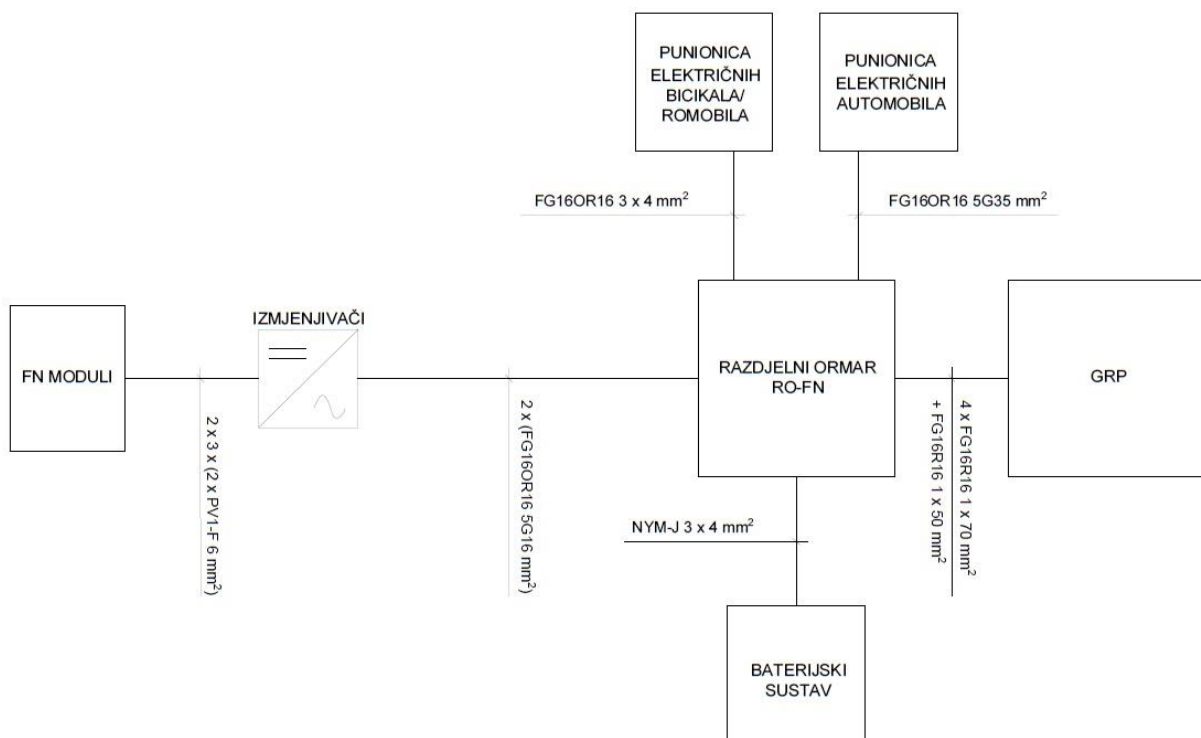 PUNIONICA
ELEKTRIČNIH
BICIKALA/
ROMOBILA
PUNIONICA
ELEKTRIČNIH
AUTOMOBILA
FG16OR16 3 x 4 mm²
FG16OR16 5G35 mm²
FN MODULI
IZMJENJIVAČI
RAZDJELNI ORMAR
RO-FN
GRP
2 x 3 x (2 x PV1-F 6 mm²)
2 x (FG16OR16 5G16 mm²)
4 x FG16R16 1 x 70 mm²
+ FG16R16 1 x 50 mm²
NYM-J 3 x 4 mm²
BATERIJSKI
SUSTAV